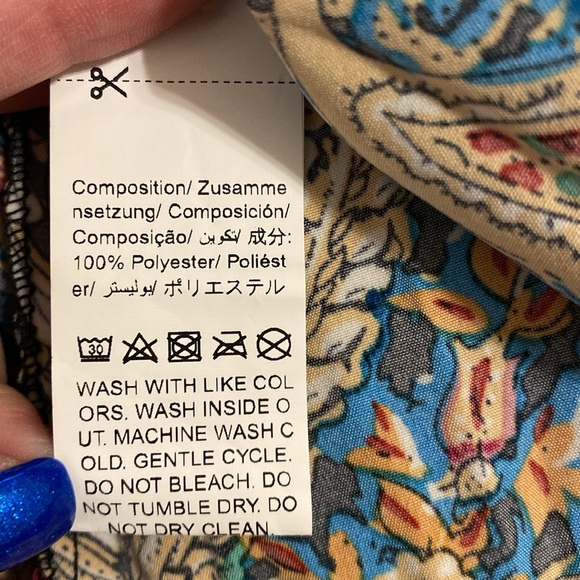 Composition/ Zusamme
nsetzung/ Composición/
Composição/ تكوين/ 成分:
100% Polyester/ Poliést
er/ بوليستر/ ポリエステル
30
WASH WITH LIKE COL
ORS. WASH INSIDE O
UT. MACHINE WASH C
OLD. GENTLE CYCLE.
DO NOT BLEACH. DO
NOT TUMBLE DRY. DO
NOT DRY CLEAN.